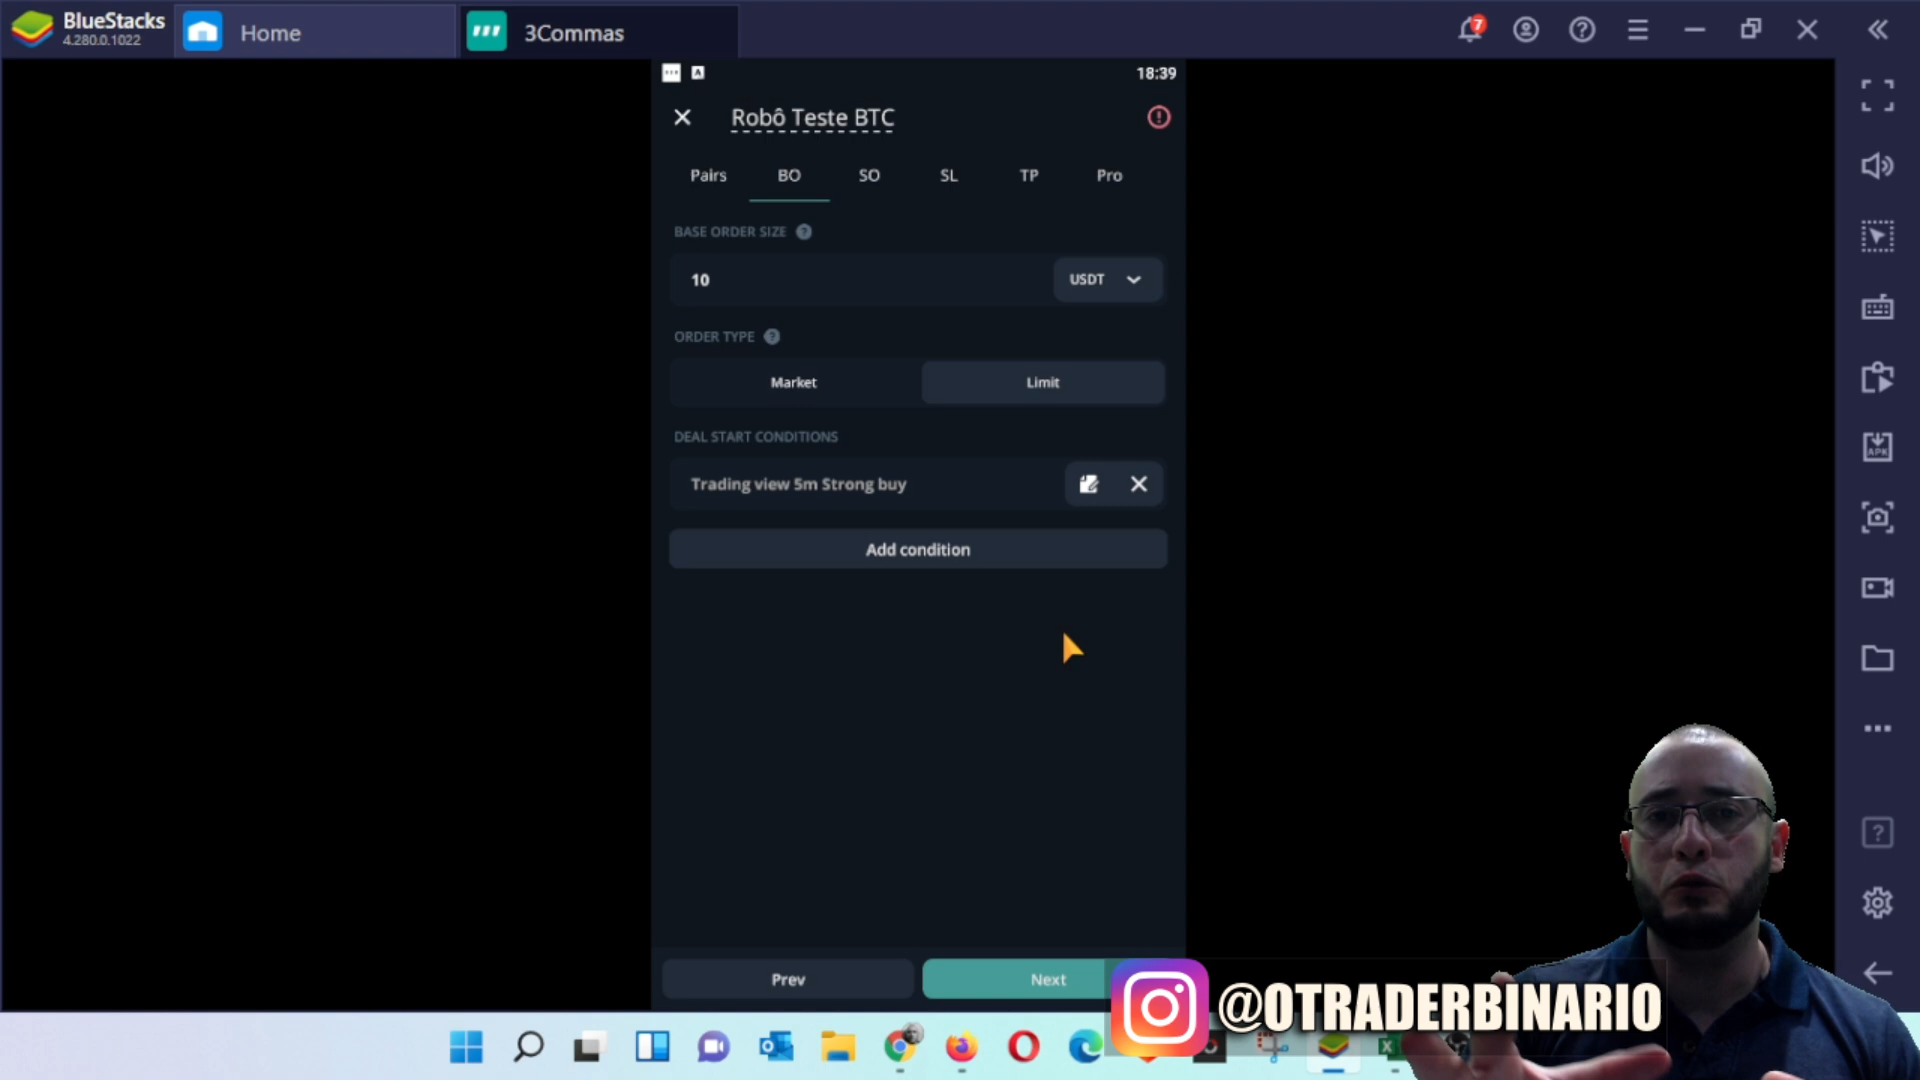 BlueStacks
4.280.0.1022
Home
3Commas
7
18:39
A
Robô Teste BTC
Pairs BO SO SL TP Pro
BASE ORDER SIZE ?
10
USDT
ORDER TYPE ?
Market Limit
DEAL START CONDITIONS
Trading view 5m Strong buy
Add condition
Prev Next
@OTRADERBINARIO
APK